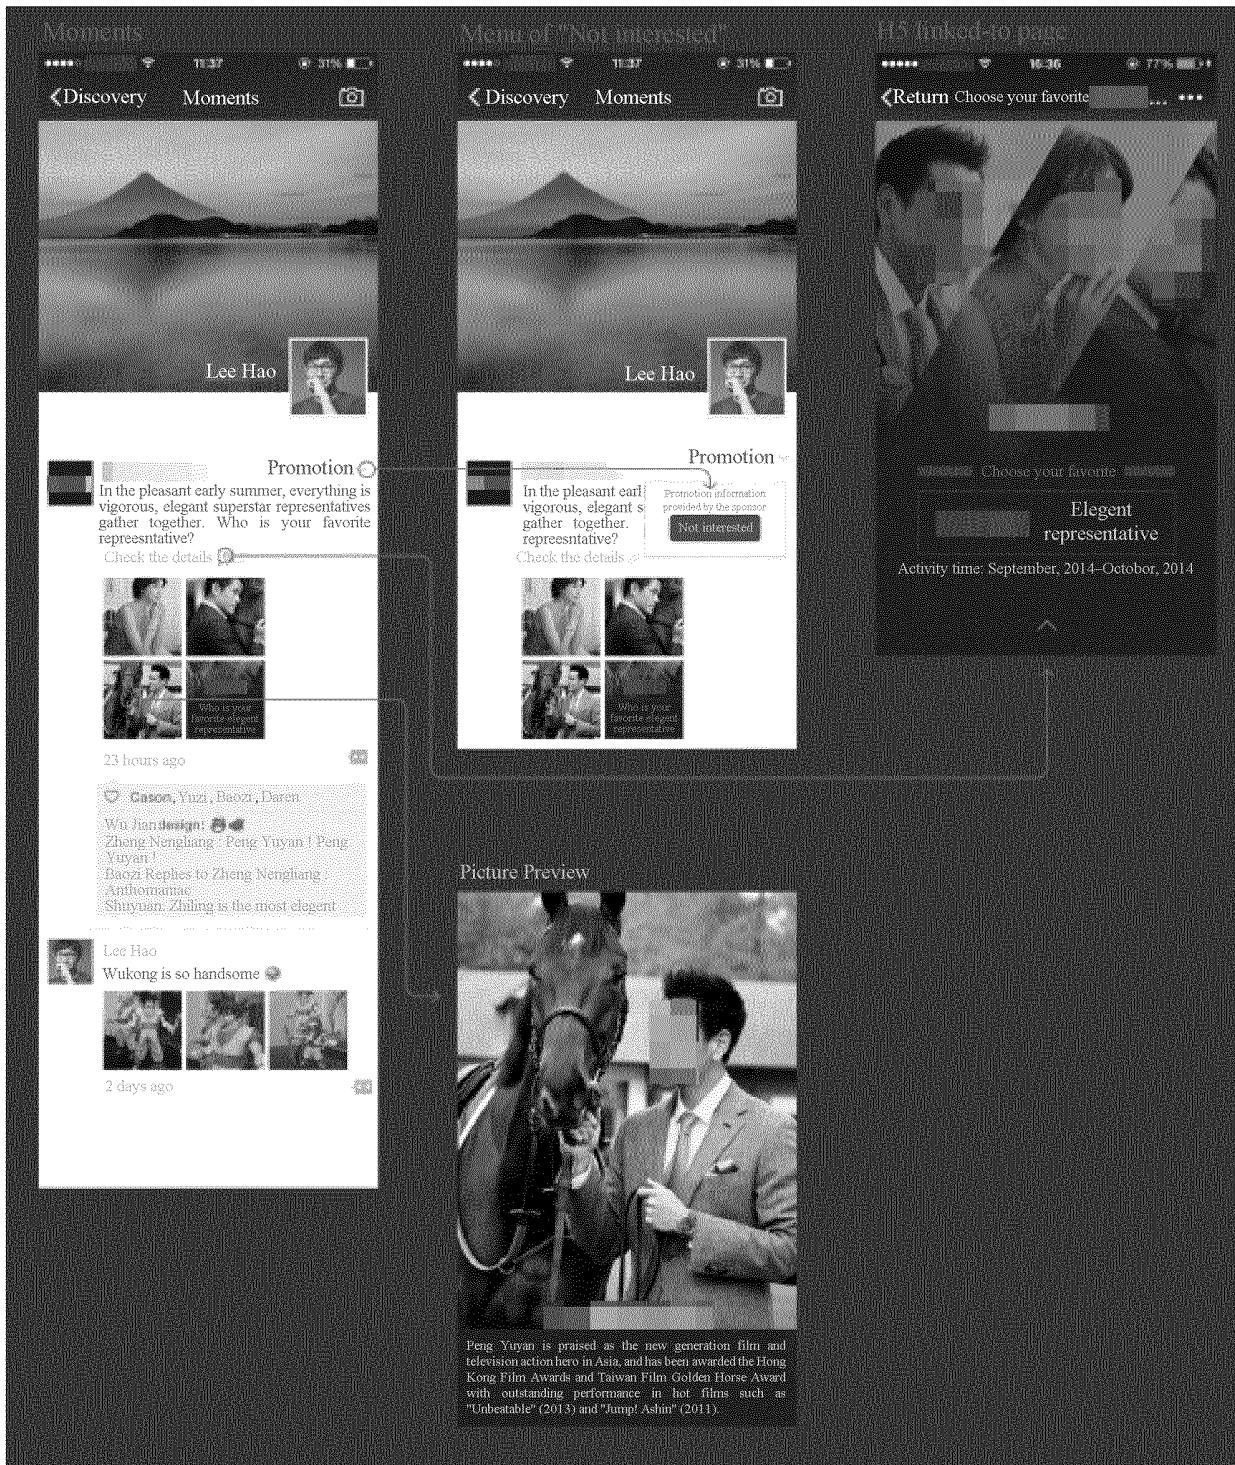 Moments
11:37
31%
Discovery
Moments
Lee Hao
Promotion
In the pleasant early summer, everything is
vigorous, elegant superstar representatives
gather together. Who is your favorite
repreesntative?
Check the details
Who is your
favorite elegent
representative
23 hours ago
Cason, Yuzi, Baozi, Daren
Wu Jiandesign:
Zheng Nengliang : Peng Yuyan ! Peng
Yuyan !
Baozi Replies to Zheng Nengliang :
Anthomaniac
Shuyuan: Zhiling is the most elegent
Lee Hao
Wukong is so handsome
2 days ago
Menu of "Not interested"
11:37
31%
Discovery
Moments
Lee Hao
Promotion
In the pleasant earl
vigorous, elegant s
gather together.
repreesntative?
Check the details
Promotion information
provided by the sponsor
Not interested
Who is your
favorite elegent
representative
H5 linked-to page
16:36
77%
Return Choose your favorite ...
Choose your favorite
Elegent
representative
Activity time: September, 2014–Octobor, 2014
Picture Preview
Peng Yuyan is praised as the new generation film and
television action hero in Asia, and has been awarded the Hong
Kong Film Awards and Taiwan Film Golden Horse Award
with outstanding performance in hot films such as
"Unbeatable" (2013) and "Jump! Ashin" (2011).